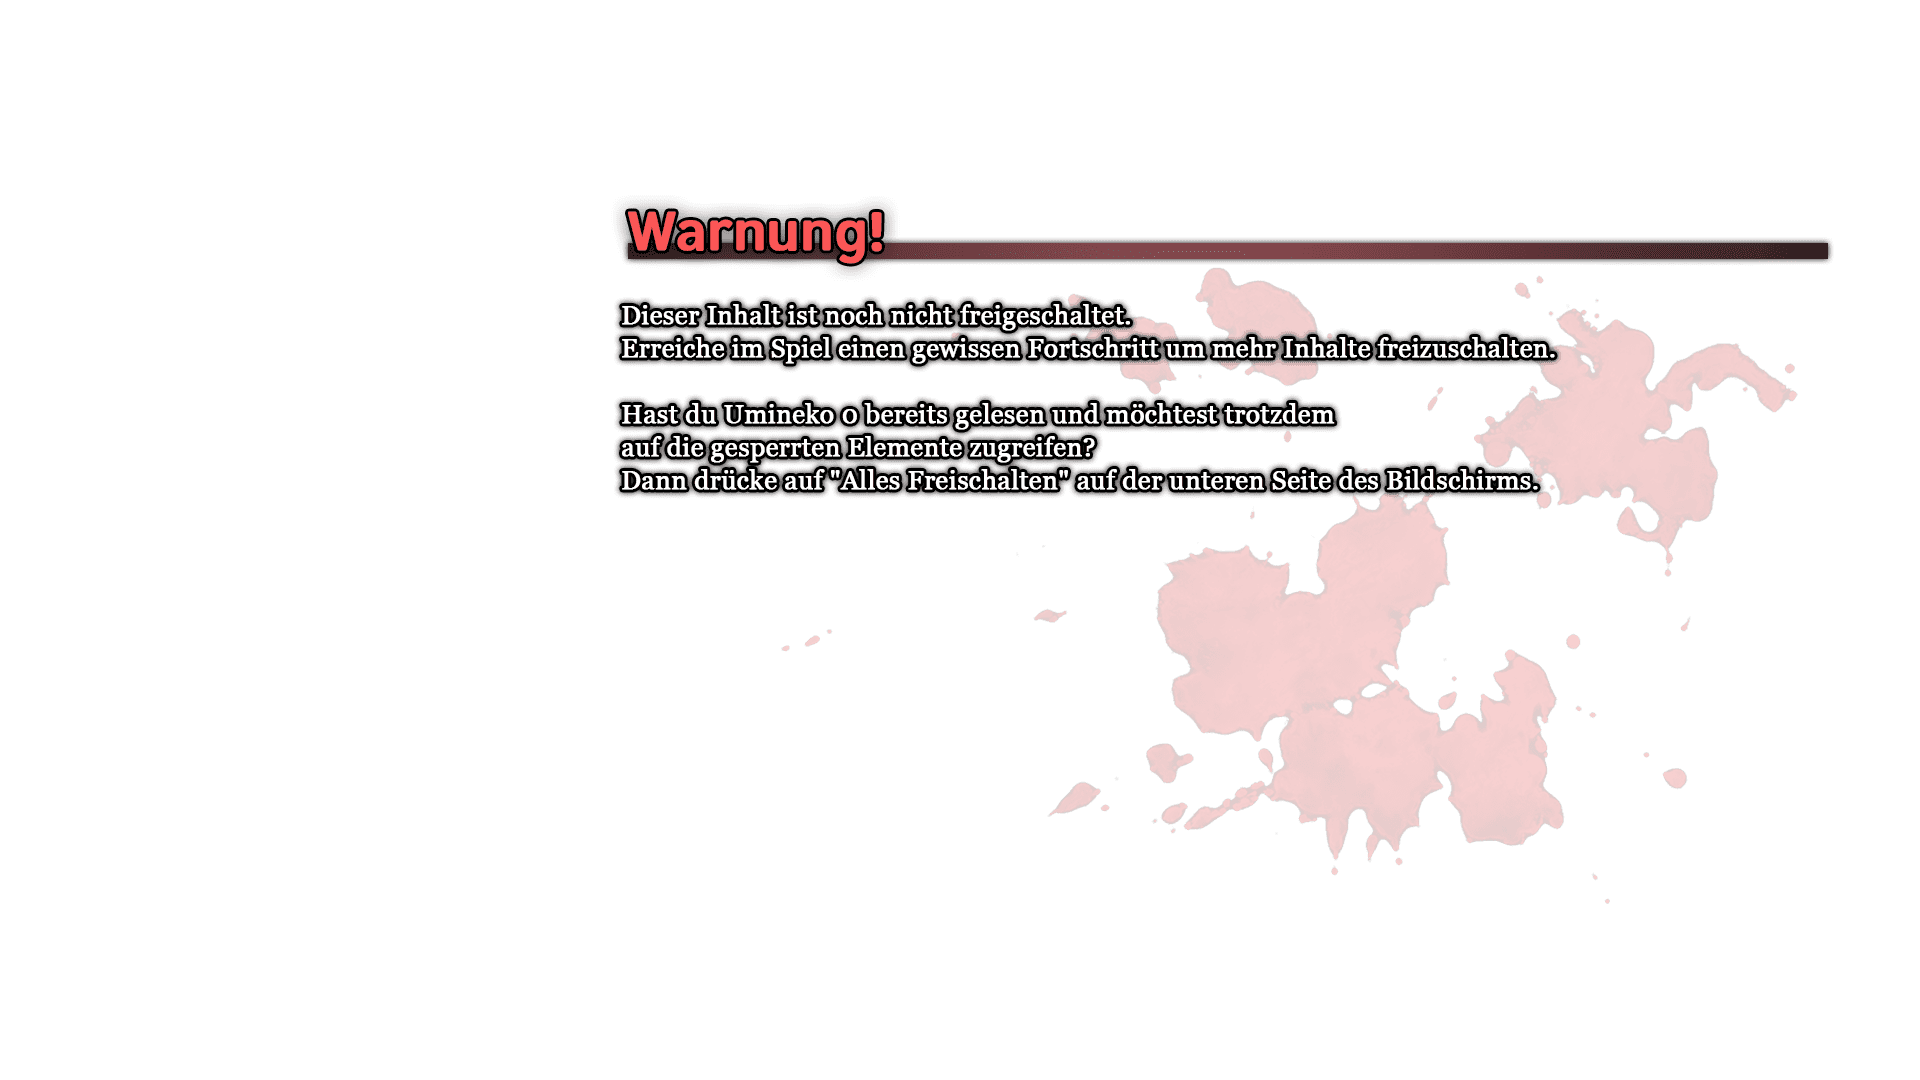 Warnung!
Dieser Inhalt ist noch nicht freigeschaltet.
Erreiche im Spiel einen gewissen Fortschritt um mehr Inhalte freizuschalten.
Hast du Umineko 0 bereits gelesen und möchtest trotzdem
auf die gesperrten Elemente zugreifen?
Dann drücke auf "Alles Freischalten" auf der unteren Seite des Bildschirms.